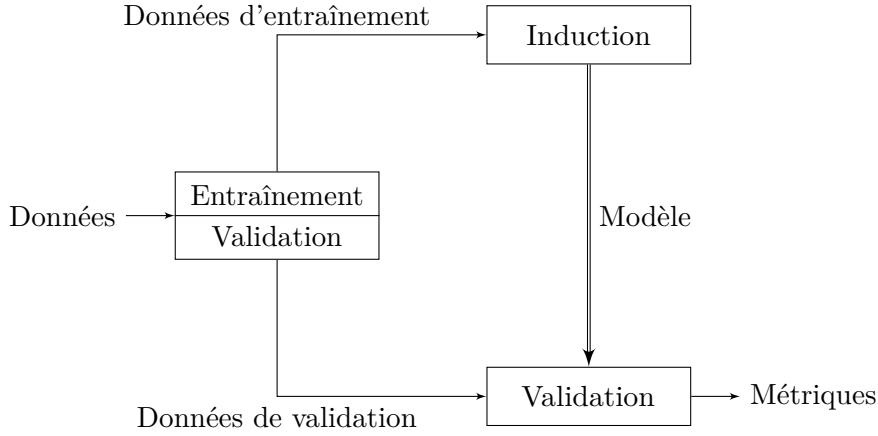 Données d'entraînement
Induction
Entraînement
Données
Validation
Modèle
Données de validation
Validation
Métriques